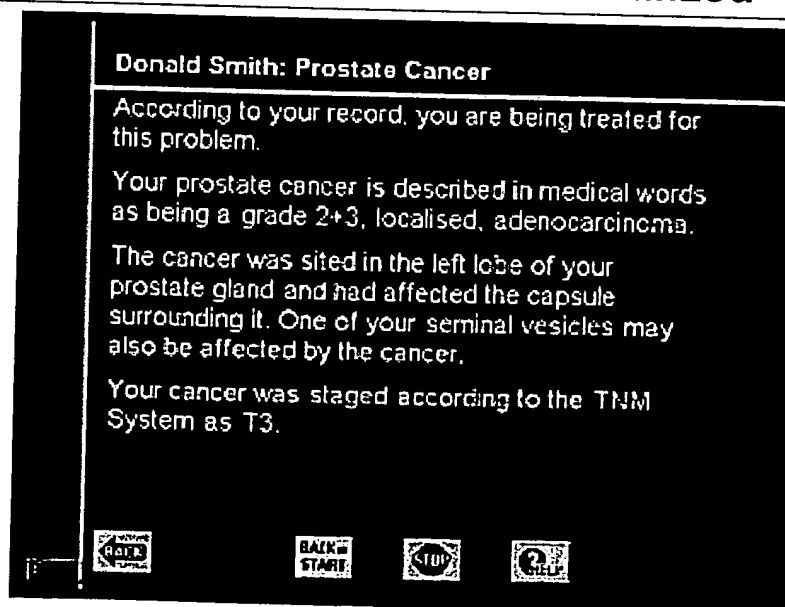 Donald Smith: Prostate Cancer
According to your record, you are being treated for
this problem.
Your prostate cancer is described in medical words
as being a grade 2+3, localised, adenocarcinoma.
The cancer was sited in the left lobe of your
prostate gland and had affected the capsule
surrounding it. One of your seminal vesicles may
also be affected by the cancer.
Your cancer was staged according to the TNM
System as T3.
BACK
BACK to
START
STOP
?
HELP